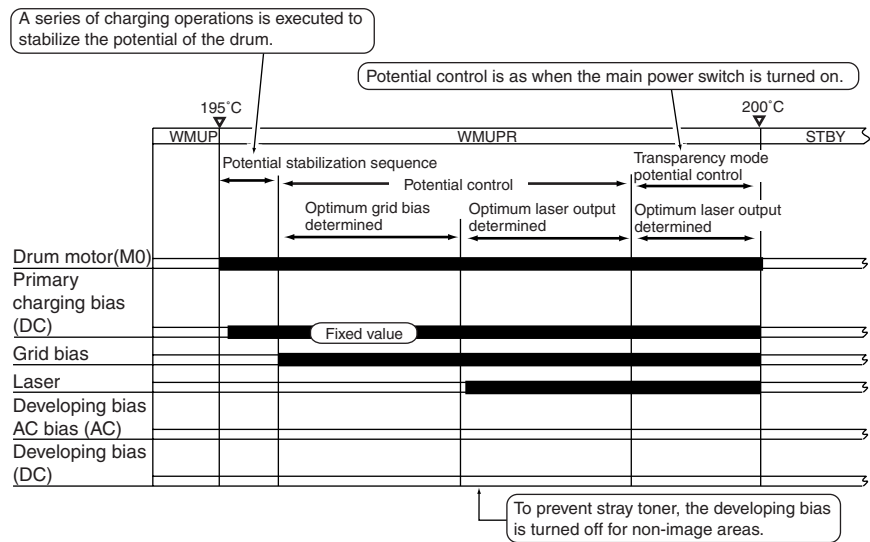 A series of charging operations is executed to
stabilize the potential of the drum.
Potential control is as when the main power switch is turned on.
195˚C
200˚C
WMUP
WMUPR
STBY
Potential stabilization sequence
Transparency mode
potential control
Potential control
Optimum grid bias
determined
Optimum laser output
determined
Optimum laser output
determined
Drum motor(M0)
Primary
charging bias
(DC)
Fixed value
Grid bias
Laser
Developing bias
AC bias (AC)
Developing bias
(DC)
To prevent stray toner, the developing bias
is turned off for non-image areas.